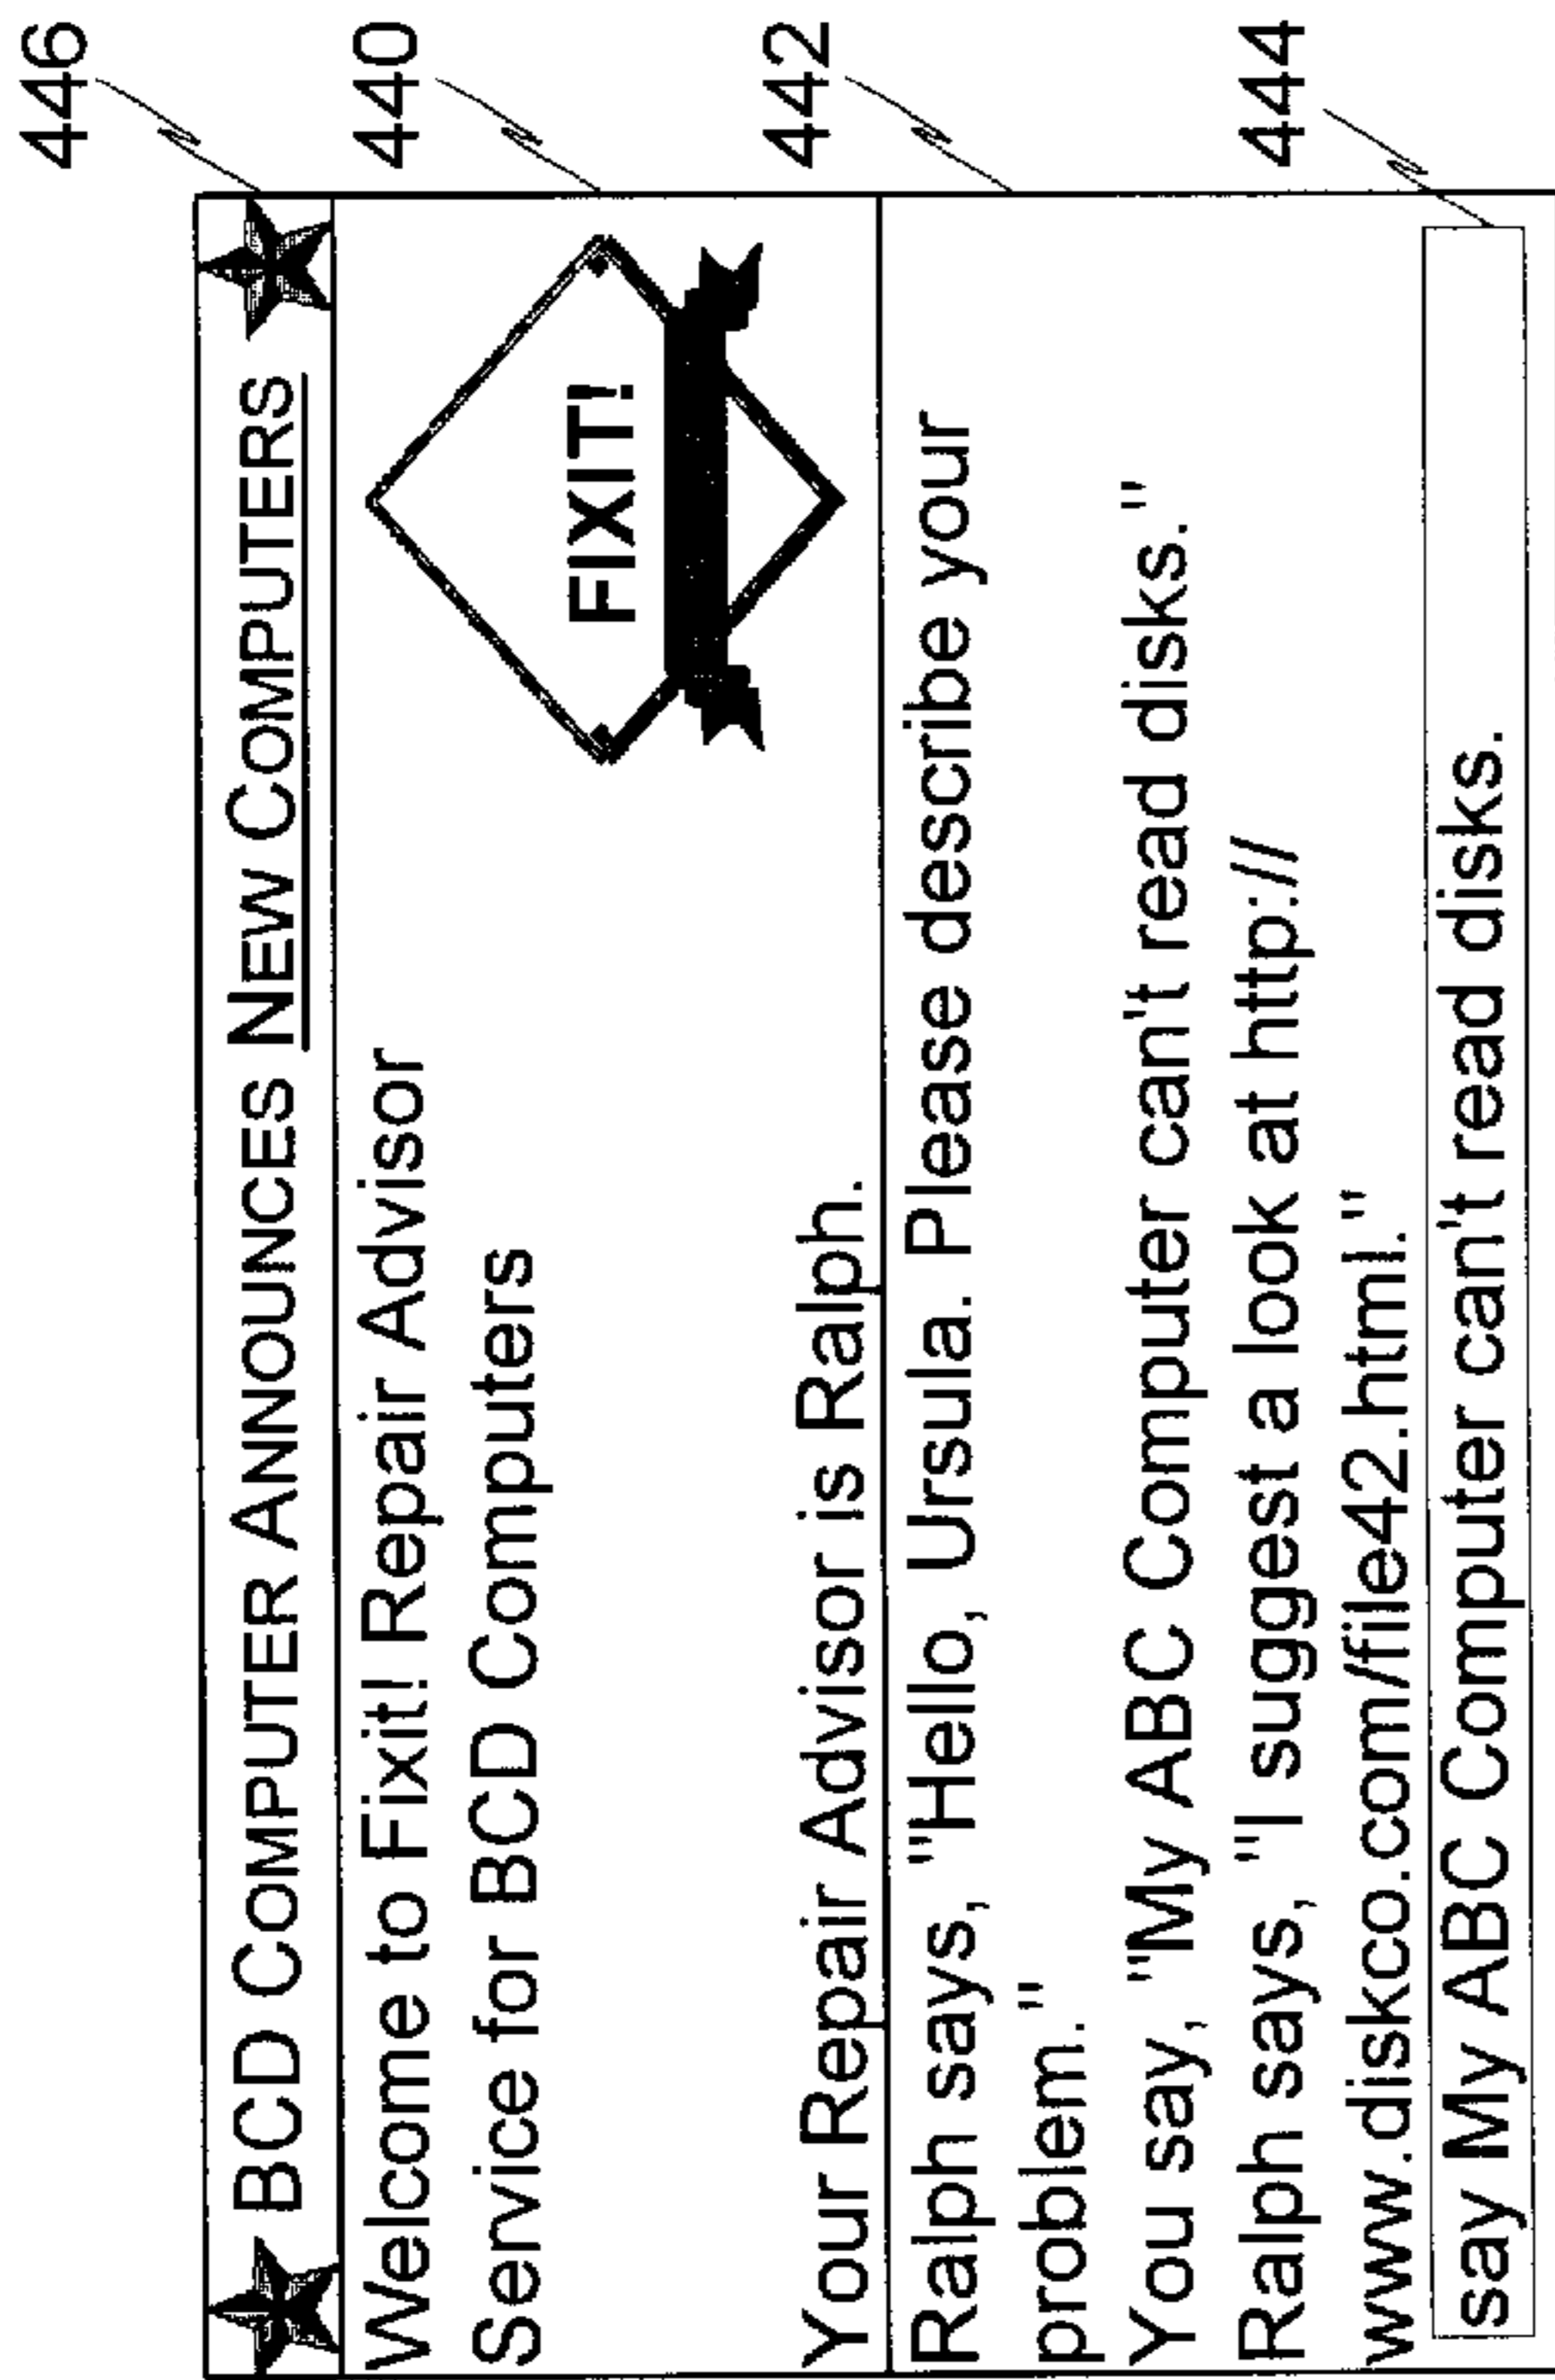 BCD COMPUTER ANNOUNCES NEW COMPUTERS
446
Welcome to Fixit! Repair Advisor
Service for BCD Computers
FIXIT!
440
Your Repair Advisor is Ralph.
Ralph says, "Hello, Ursula. Please describe your
problem."
You say, "My ABC Computer can't read disks."
Ralph says, "I suggest a look at http://
www.diskco.com/file42.html."
442
say My ABC Computer can't read disks.
444